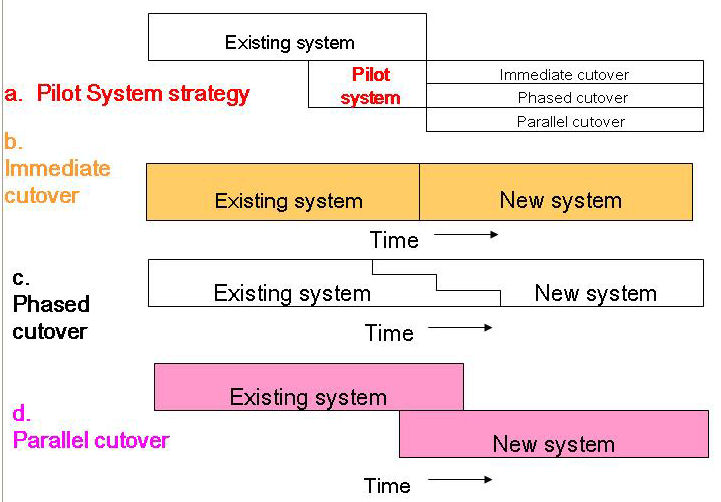 Existing system
Pilot
system
Immediate cutover
Phased cutover
Parallel cutover
a. Pilot System strategy
b.
Immediate
cutover
Existing system
New system
Time
c.
Phased
cutover
Existing system
New system
Time
d.
Parallel cutover
Existing system
New system
Time